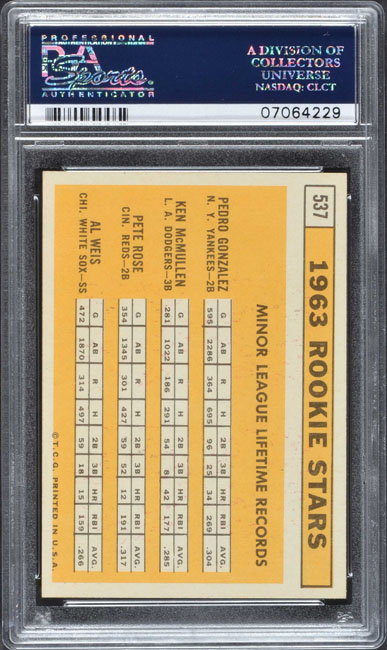 PROFESSIONAL
PSA
Sports
AUTHENTICATOR
A DIVISION OF
COLLECTORS
UNIVERSE
NASDAQ: CLCT
07064229
537
1963 ROOKIE STARS
MINOR LEAGUE LIFETIME RECORDS
PEDRO GONZALEZ
N. Y. YANKEES—2B
G AB R H 2B 3B HR RBI AVG.
595 2286 364 695 96 25 34 269 .304
KEN McMULLEN
L. A. DODGERS—3B
G AB R H 2B 3B HR RBI AVG.
281 1022 186 291 54 8 42 177 .285
PETE ROSE
CIN. REDS—2B
G AB R H 2B 3B HR RBI AVG.
354 1345 301 427 59 52 12 191 .317
AL WEIS
CHI. WHITE SOX—SS
G AB R H 2B 3B HR RBI AVG.
472 1870 314 497 59 18 15 159 .266
© T. C. G. PRINTED IN U. S. A.